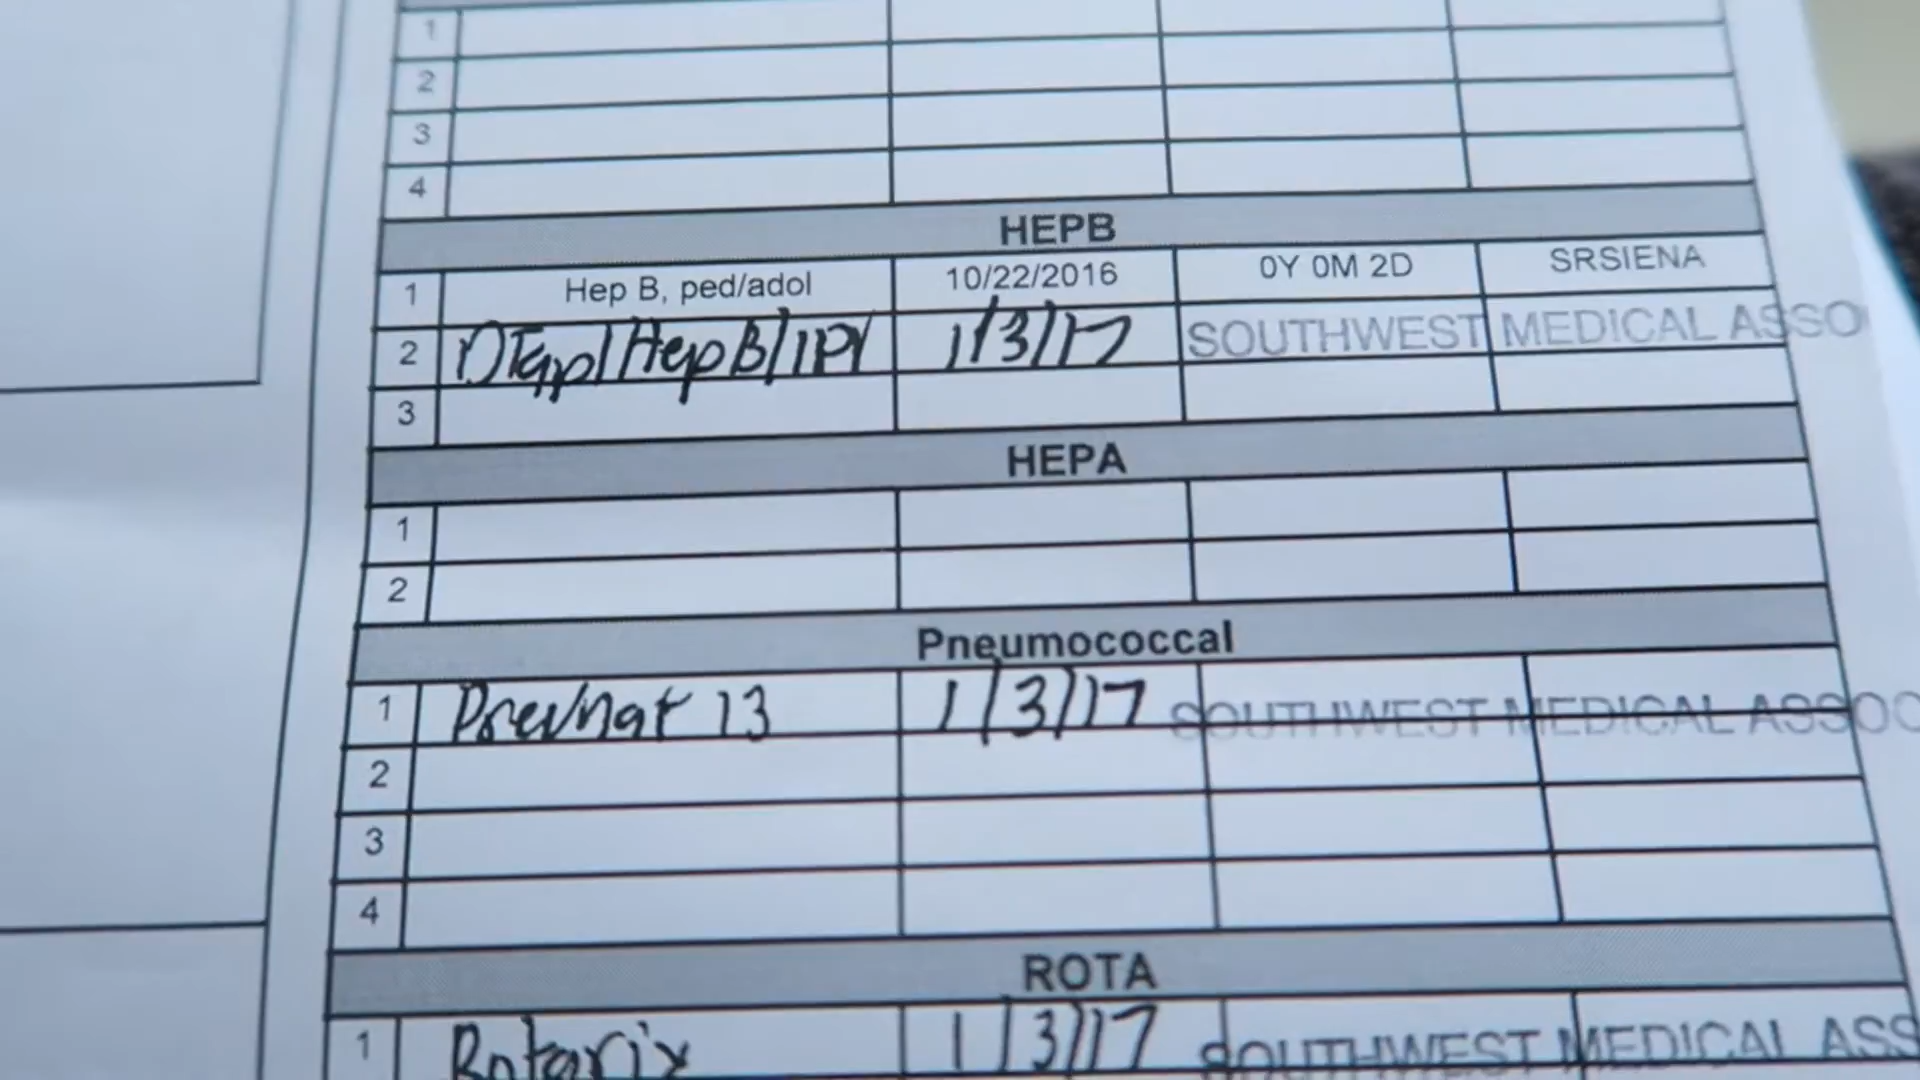 1
2
3
4
HEPB
1 Hep B, ped/adol 10/22/2016 0Y 0M 2D SRSIENA
2 DTap/HepB/IPV 1/3/17 SOUTHWEST MEDICAL ASSO
3
HEPA
1
2
Pneumococcal
1 Prevnar 13 1/3/17 SOUTHWEST MEDICAL ASSOC
2
3
4
ROTA
1 Rotarix 1/3/17 SOUTHWEST MEDICAL ASS